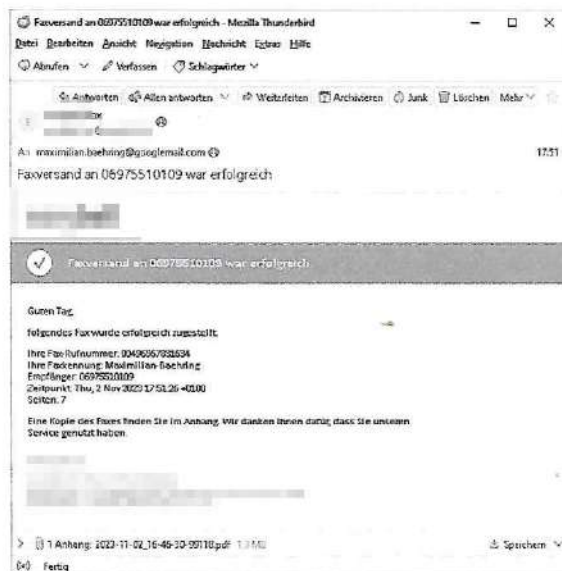 Faxversand an 06975510109 war erfolgreich - Mozilla Thunderbird
Datei Bearbeiten Ansicht Navigation Nachricht Extras Hilfe
Abrufen Verfassen Schlagwörter
Antworten Allen antworten Weiterleiten Archivieren Junk Löschen Mehr
An maximilian.baehring@googlemail.com 17:51
Faxversand an 06975510109 war erfolgreich
Faxversand an 06975510109 war erfolgreich
Guten Tag,
folgendes Fax wurde erfolgreich zugestellt.
Ihre Fax-Rufnummer:
Ihre Faxkennung: Maximilian-Baehring
Empfänger: 06975510109
Zeitpunkt: Thu, 2 Nov 2023 17:51:26 +0100
Seiten: 7
Eine Kopie des Faxes finden Sie im Anhang. Wir danken Ihnen dafür, dass Sie unseren
Service genutzt haben.
1 Anhang: 2023-11-02_16-46-30-99118.pdf Speichern
Fertig